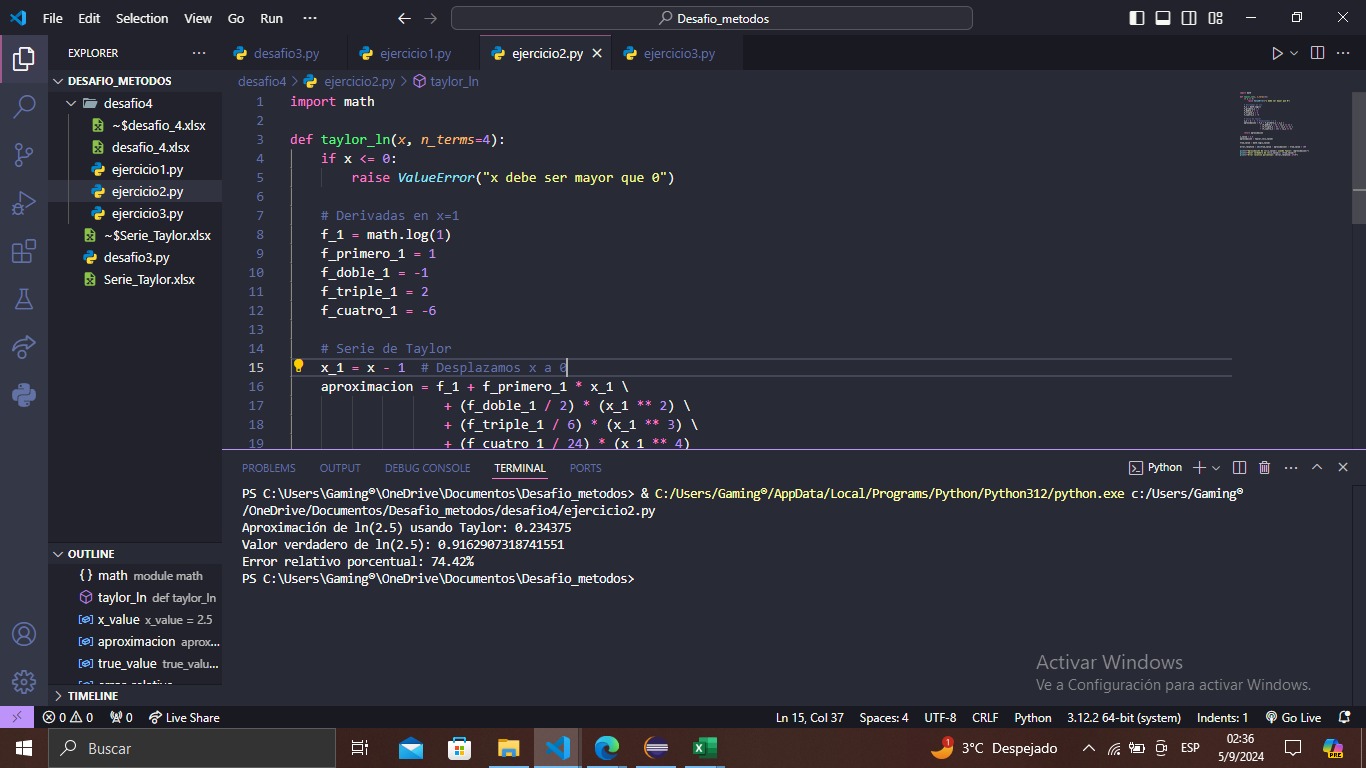 File Edit Selection View Go Run ···
Desafio_metodos
EXPLORER ···
desafio3.py ejercicio1.py ejercicio2.py ejercicio3.py
DESAFIO_METODOS
desafio4
~$desafio_4.xlsx
desafio_4.xlsx
ejercicio1.py
ejercicio2.py
ejercicio3.py
~$Serie_Taylor.xlsx
desafio3.py
Serie_Taylor.xlsx
OUTLINE
{} math module math
taylor_ln def taylor_ln
x_value x_value = 2.5
aproximacion aprox...
true_value true_valu...
TIMELINE
desafio4 > ejercicio2.py > taylor_ln
1 import math
2
3 def taylor_ln(x, n_terms=4):
4 if x <= 0:
5 raise ValueError("x debe ser mayor que 0")
6
7 # Derivadas en x=1
8 f_1 = math.log(1)
9 f_primero_1 = 1
10 f_doble_1 = -1
11 f_triple_1 = 2
12 f_cuatro_1 = -6
13
14 # Serie de Taylor
15 x_1 = x - 1 # Desplazamos x a 0
16 aproximacion = f_1 + f_primero_1 * x_1 \
17 + (f_doble_1 / 2) * (x_1 ** 2) \
18 + (f_triple_1 / 6) * (x_1 ** 3) \
19 + (f_cuatro_1 / 24) * (x_1 ** 4)
PROBLEMS OUTPUT DEBUG CONSOLE TERMINAL PORTS
Python
PS C:\Users\Gaming®\OneDrive\Documentos\Desafio_metodos> & C:/Users/Gaming®/AppData/Local/Programs/Python/Python312/python.exe c:/Users/Gaming®
/OneDrive/Documentos/Desafio_metodos/desafio4/ejercicio2.py
Aproximación de ln(2.5) usando Taylor: 0.234375
Valor verdadero de ln(2.5): 0.9162907318741551
Error relativo porcentual: 74.42%
PS C:\Users\Gaming®\OneDrive\Documentos\Desafio_metodos>
Activar Windows
Ve a Configuración para activar Windows.
0 0 0 Live Share
Ln 15, Col 37 Spaces: 4 UTF-8 CRLF Python 3.12.2 64-bit (system) Indents: 1 Go Live
Buscar
1 3°C Despejado
ESP
02:36
5/9/2024
PRE